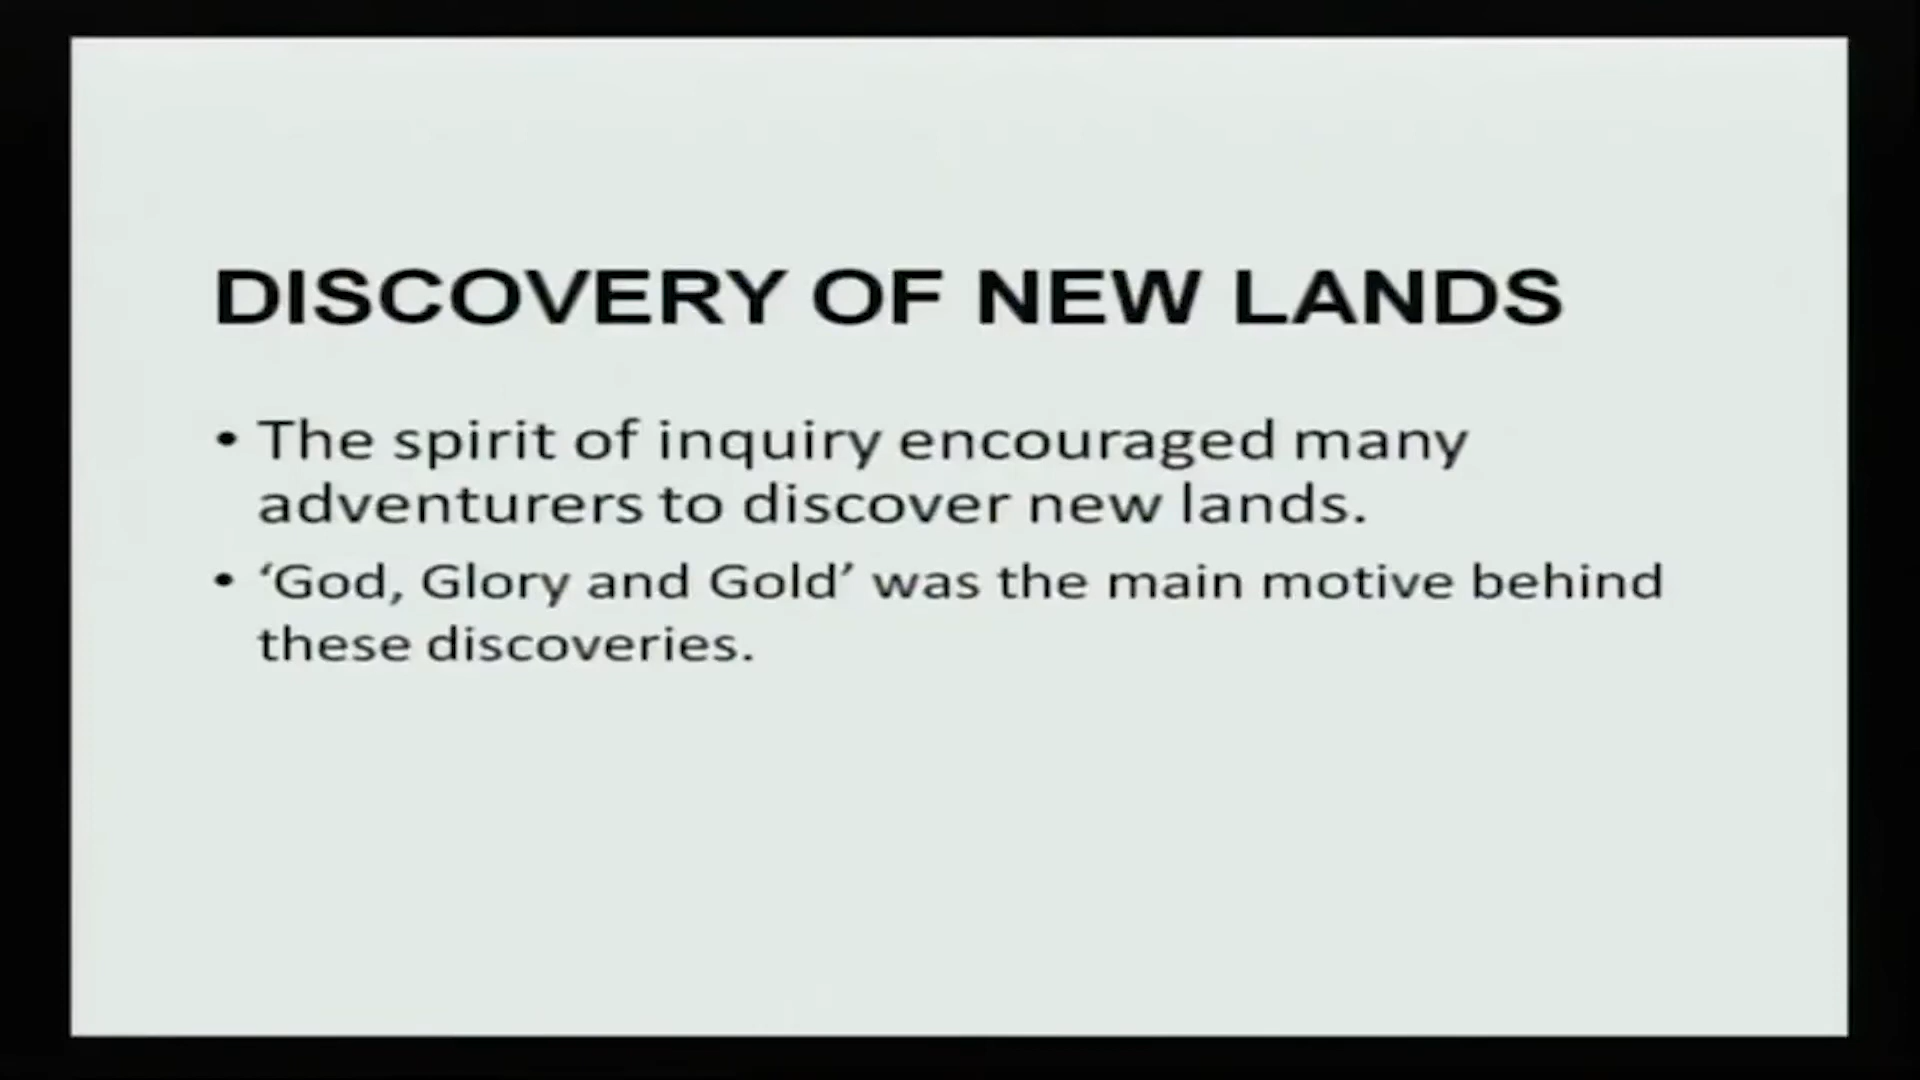 DISCOVERY OF NEW LANDS
• The spirit of inquiry encouraged many
adventurers to discover new lands.
• ‘God, Glory and Gold’ was the main motive behind
these discoveries.